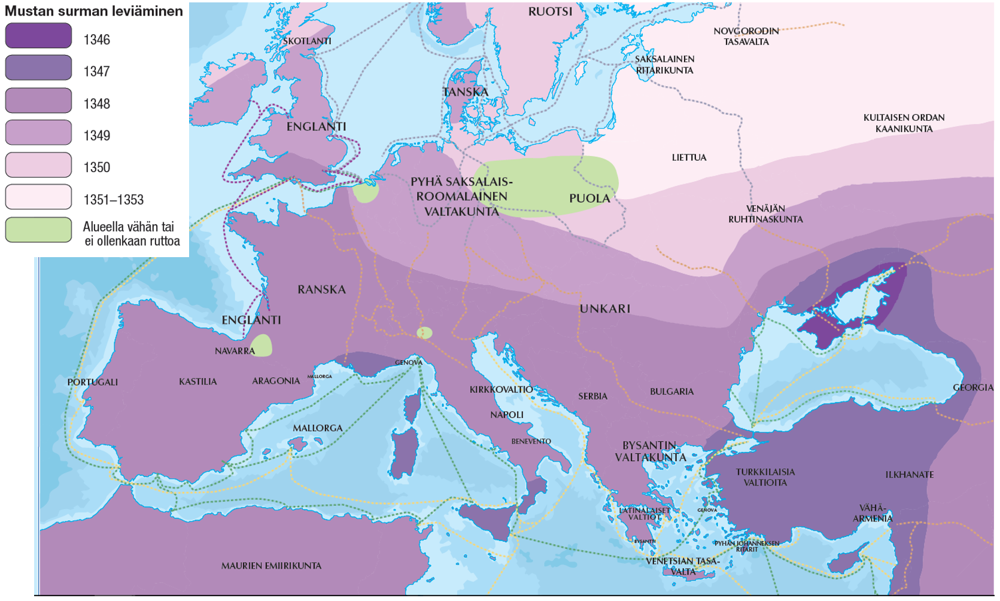 Mustan surman leviäminen
1346
1347
1348
1349
1350
1351–1353
Alueella vähän tai
ei ollenkaan ruttoa
RUOTSI
SKOTLANTI
NOVGORODIN
TASAVALTA
SAKSALAINEN
RITARIKUNTA
TANSKA
ENGLANTI
KULTAISEN ORDAN
KAANIKUNTA
LIETTUA
PYHÄ SAKSALAIS-
ROOMALAINEN
VALTAKUNTA
PUOLA
VENÄJÄN
RUHTINASKUNTA
RANSKA
UNKARI
ENGLANTI
NAVARRA
GENOVA
MALLORGA
PORTUGALI
KASTILIA
ARAGONIA
KIRKKOVALTIO
SERBIA
BULGARIA
GEORGIA
NAPOLI
MALLORGA
BENEVENTO
BYSANTIN
VALTAKUNTA
TURKKILAISIA
VALTIOITA
ILKHANATE
LATINALAISET
VALTIOT
GENOVA
VÄHÄ-
ARMENIA
BYSANTTI
PYHÄN JOHANNEKSEN
RITARIT
VENETSIAN TASA-
VALTA
MAURIEN EMIIRIKUNTA